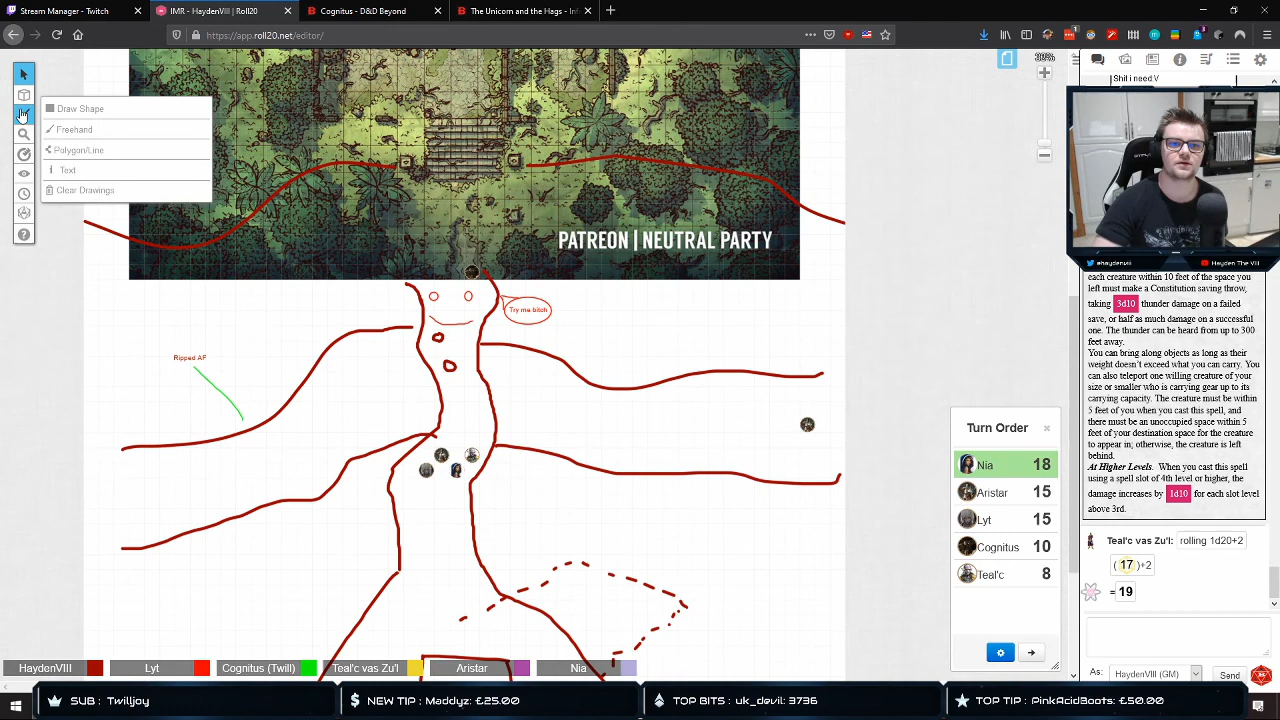 Stream Manager - Twitch
IMR - HaydenVIII | Roll20
Cognitus - D&D Beyond
The Unicorn and the Hags - Inf
https://app.roll20.net/editor/
38%
Draw Shape
Freehand
Polygon/Line
Text
Clear Drawings
PATREON | NEUTRAL PARTY
Try me bitch
Ripped AF
Turn Order
Nia 18
Aristar 15
Lyt 15
Cognitus 10
Teal'c 8
each creature within 10 feet of the space you
left must make a Constitution saving throw,
taking 3d10 thunder damage on a failed
save, or half as much damage on a successful
one. The thunder can be heard from up to 300
feet away.
You can bring along objects as long as their
weight doesn't exceed what you can carry. You
can also teleport one willing creature of your
size or smaller who is carrying gear up to its
carrying capacity. The creature must be within
5 feet of you when you cast this spell, and
there must be an unoccupied space within 5
feet of your destination space for the creature
to appear in; otherwise, the creature is left
behind.
At Higher Levels. When you cast this spell
using a spell slot of 4th level or higher, the
damage increases by 1d10 for each slot level
above 3rd.
Teal'c vas Zu'l: rolling 1d20+2
(17)+2
=19
As: HaydenVIII (GM) Send
ehaydenviii
Hayden The VIII
HaydenVIII
Lyt
Cognitus (Twill)
Teal'c vas Zu'l
Aristar
Nia
SUB : Twilljoy
NEW TIP : Maddyz: £25.00
TOP BITS : uk_devil: 3736
TOP TIP : PinkAcidBoots: £50.00